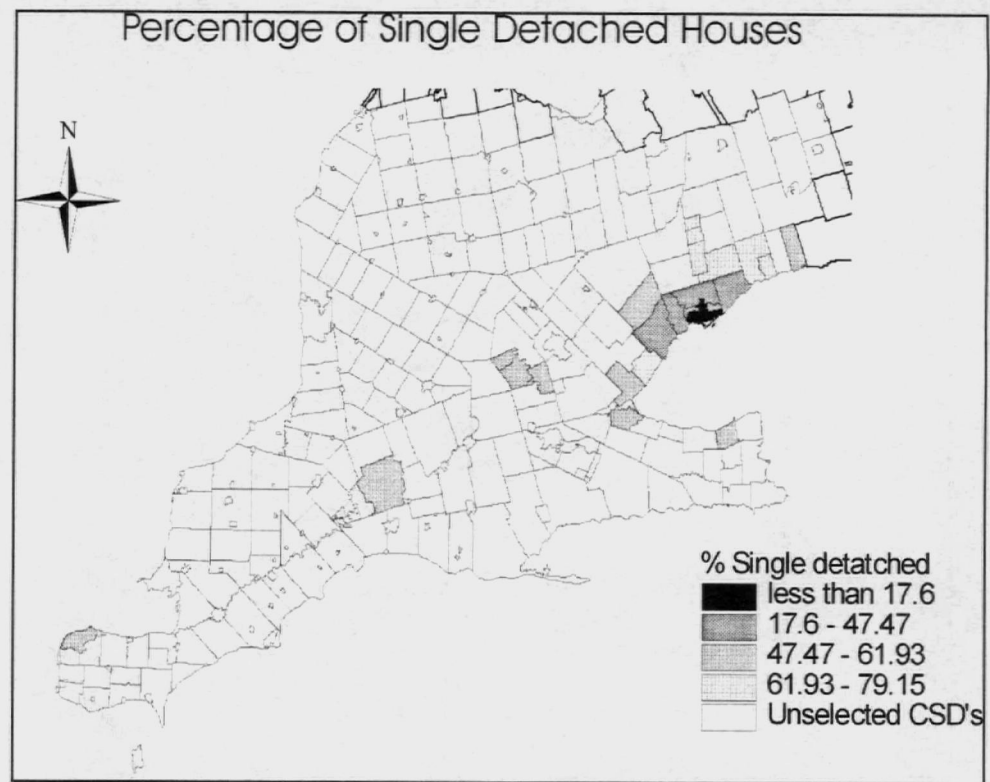 Percentage of Single Detached Houses
N
% Single detatched
less than 17.6
17.6 - 47.47
47.47 - 61.93
61.93 - 79.15
Unselected CSD's